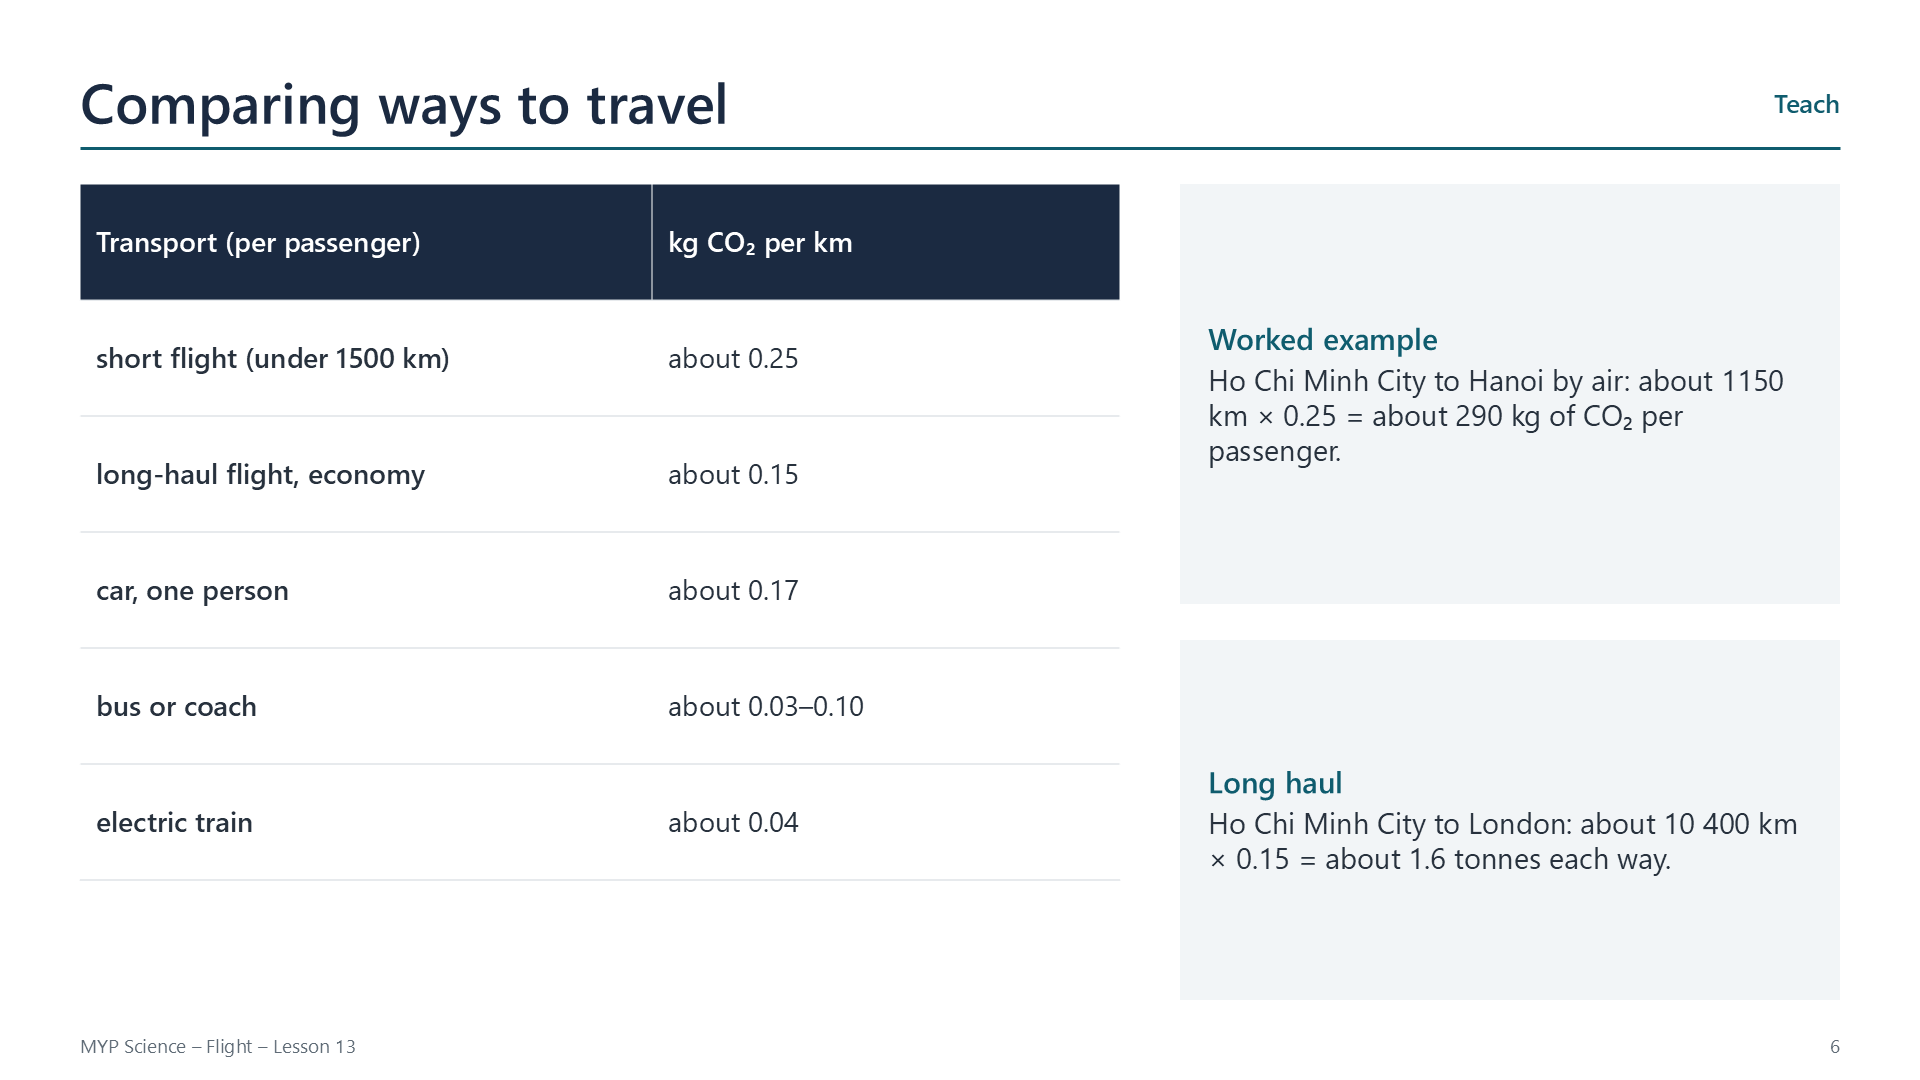 Comparing ways to travel
Teach
Transport (per passenger) kg CO₂ per km
short flight (under 1500 km) about 0.25
long-haul flight, economy about 0.15
car, one person about 0.17
bus or coach about 0.03–0.10
electric train about 0.04
Worked example
Ho Chi Minh City to Hanoi by air: about 1150
km × 0.25 = about 290 kg of CO₂ per
passenger.
Long haul
Ho Chi Minh City to London: about 10 400 km
× 0.15 = about 1.6 tonnes each way.
MYP Science – Flight – Lesson 13
6